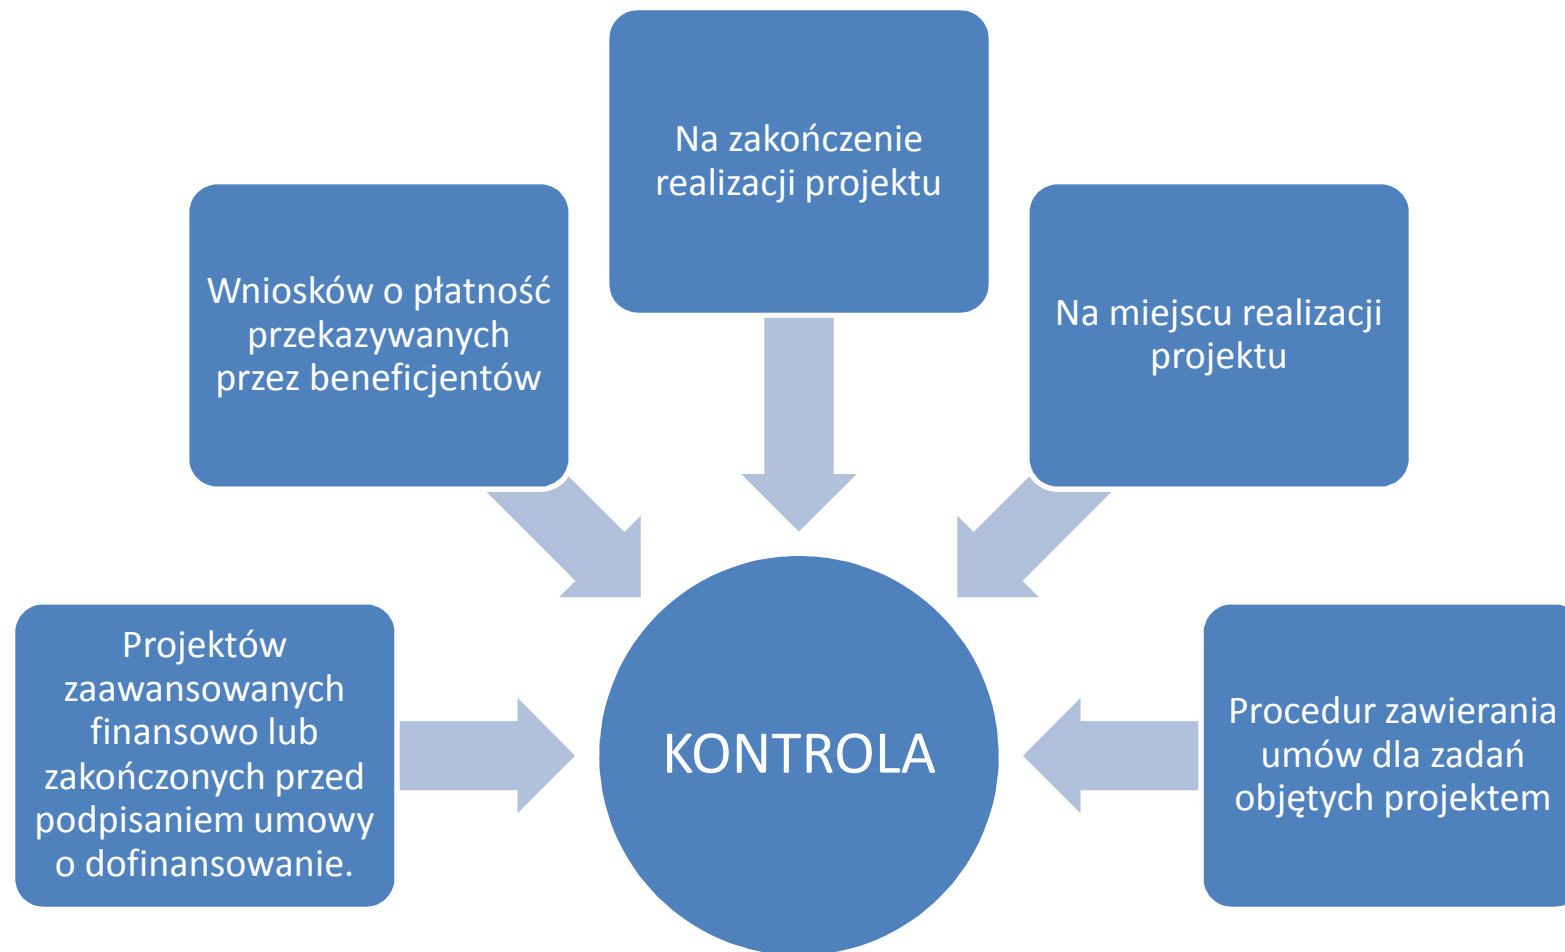 Na zakończenie
realizacji projektu
Wniosków o płatność
przekazywanych
przez beneficjentów
Na miejscu realizacji
projektu
Projektów
zaawansowanych
finansowo lub
zakończonych przed
podpisaniem umowy
o dofinansowanie.
KONTROLA
Procedur zawierania
umów dla zadań
objętych projektem